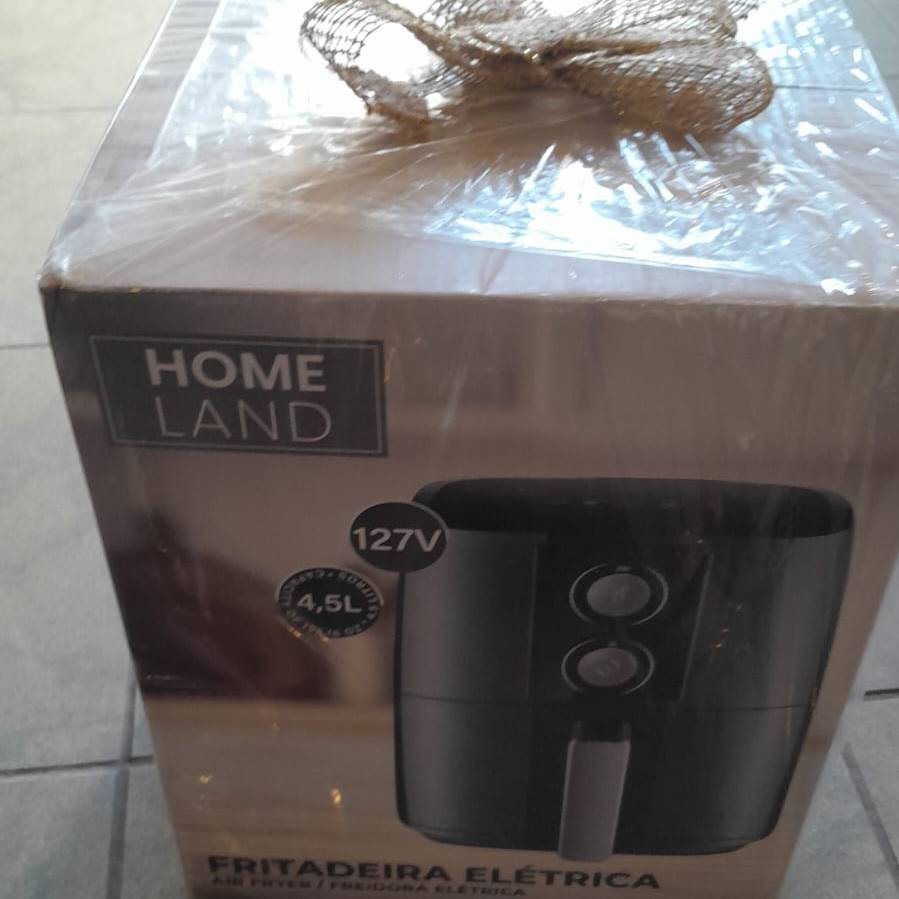 HOME
LAND
127V
4,5L
FRITADEIRA ELÉTRICA
AIR FRYER / FREIDORA ELÉCTRICA